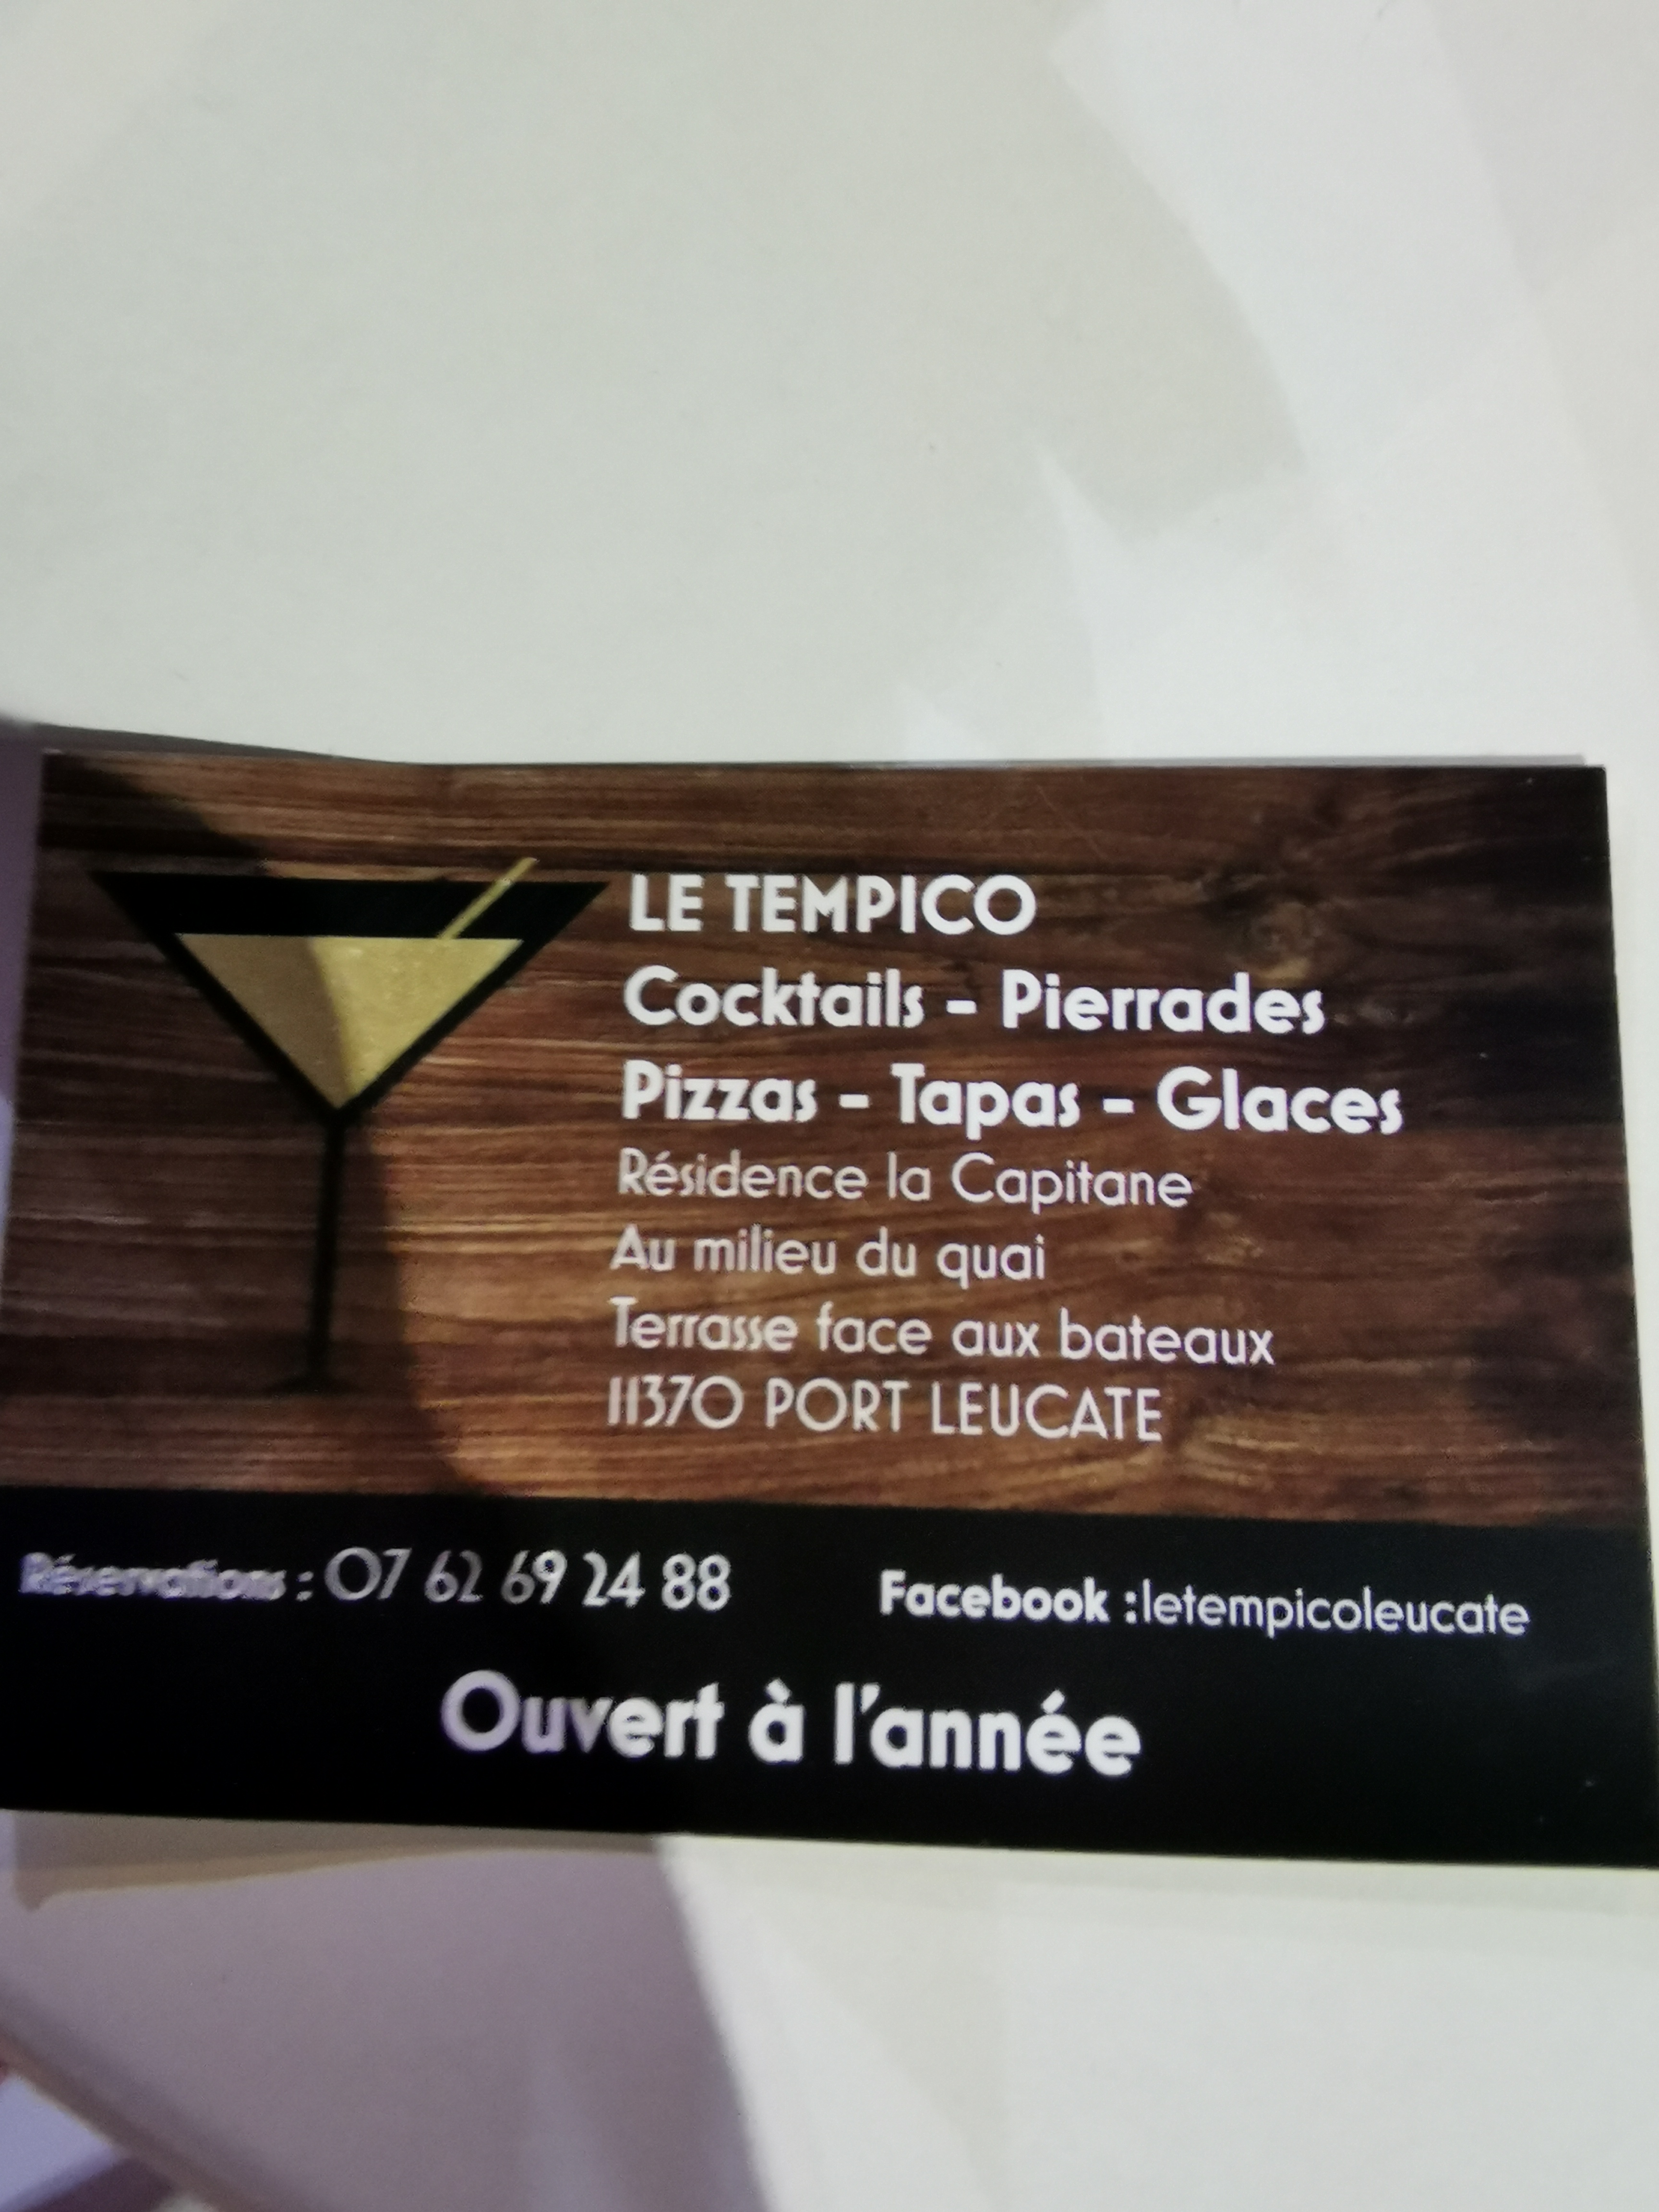 LE TEMPICO
Cocktails - Pierrades
Pizzas - Tapas - Glaces
Résidence la Capitane
Au milieu du quai
Terrasse face aux bateaux
11370 PORT LEUCATE
Réservations : 07 62 69 24 88
Facebook :letempicoleucate
Ouvert à l'année